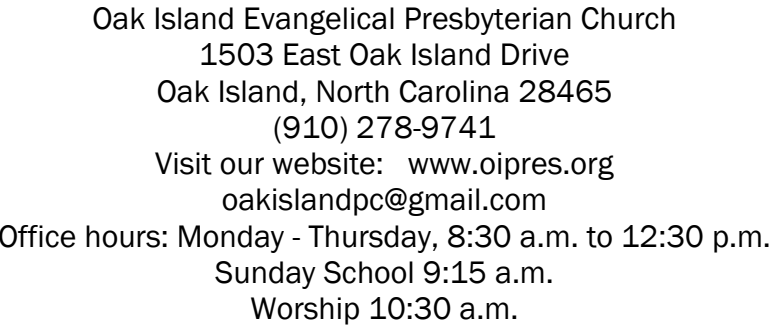 Oak Island Evangelical Presbyterian Church
1503 East Oak Island Drive
Oak Island, North Carolina 28465
(910) 278-9741
Visit our website:   www.oipres.org
oakislandpc@gmail.com
Office hours: Monday - Thursday, 8:30 a.m. to 12:30 p.m.
Sunday School 9:15 a.m.
Worship 10:30 a.m.